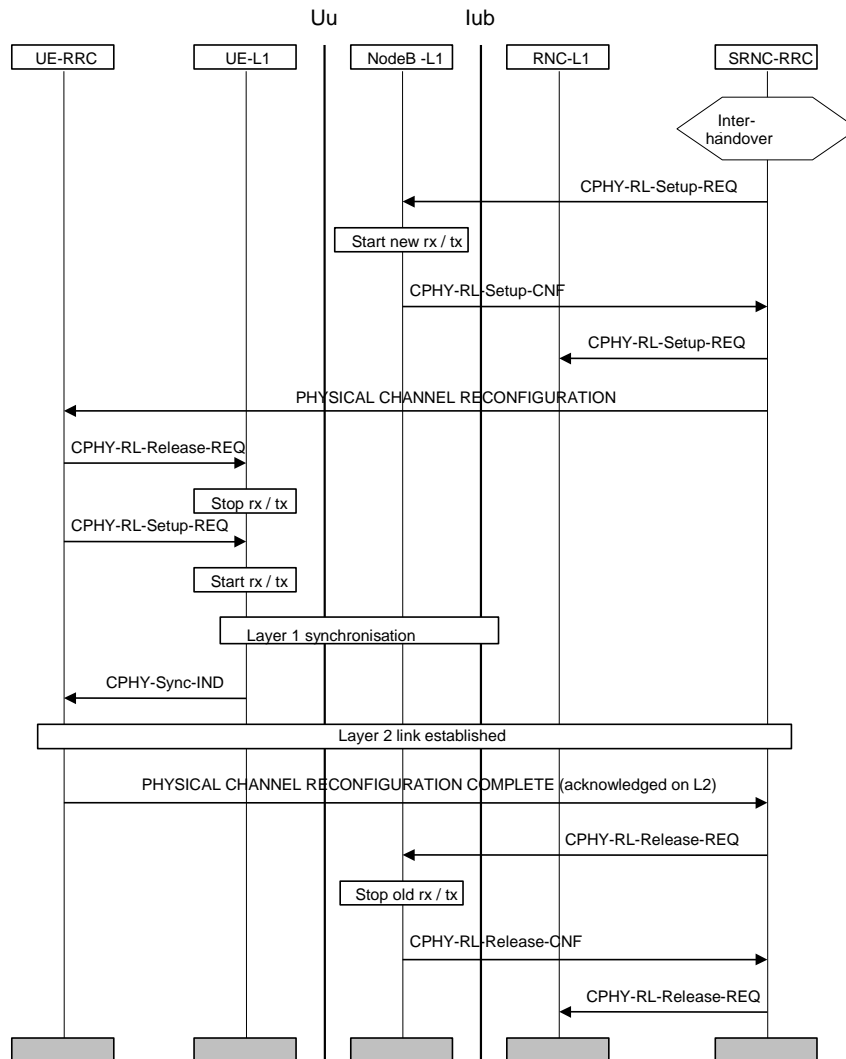 Uu
Iub
UE-RRC
UE-L1
NodeB -L1
RNC-L1
SRNC-RRC
Inter-
handover
CPHY-RL-Setup-REQ
Start new rx / tx
CPHY-RL-Setup-CNF
CPHY-RL-Setup-REQ
PHYSICAL CHANNEL RECONFIGURATION
CPHY-RL-Release-REQ
Stop rx / tx
CPHY-RL-Setup-REQ
Start rx / tx
Layer 1 synchronisation
CPHY-Sync-IND
Layer 2 link established
PHYSICAL CHANNEL RECONFIGURATION COMPLETE (acknowledged on L2)
CPHY-RL-Release-REQ
Stop old rx / tx
CPHY-RL-Release-CNF
CPHY-RL-Release-REQ